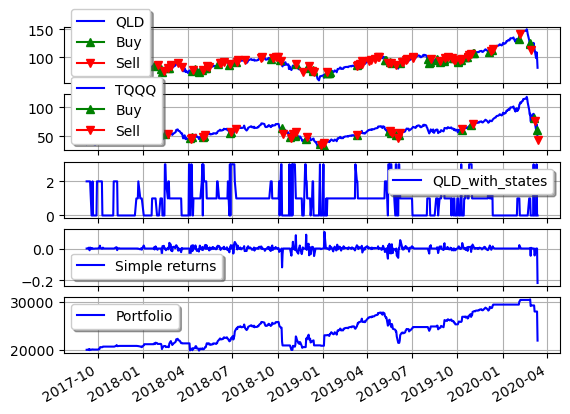 QLD
Buy
Sell
150
100
TQQQ
Buy
Sell
100
50
QLD_with_states
2
0
0.0
−0.2
Simple returns
30000
20000
Portfolio
2017-10
2018-01
2018-04
2018-07
2018-10
2019-01
2019-04
2019-07
2019-10
2020-01
2020-04